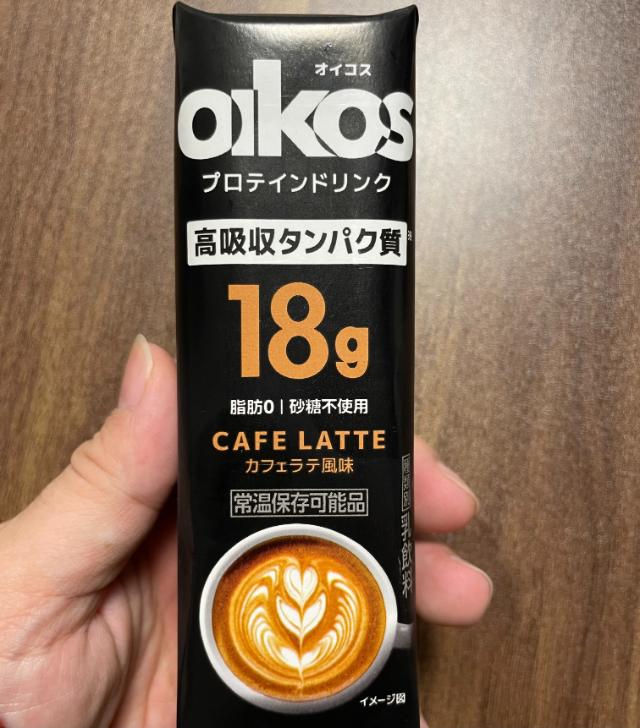 オイコス
oikos
プロテインドリンク
高吸収タンパク質
18g
脂肪0 | 砂糖不使用
CAFE LATTE
カフェラテ風味
常温保存可能品
乳飲料
イメージ図